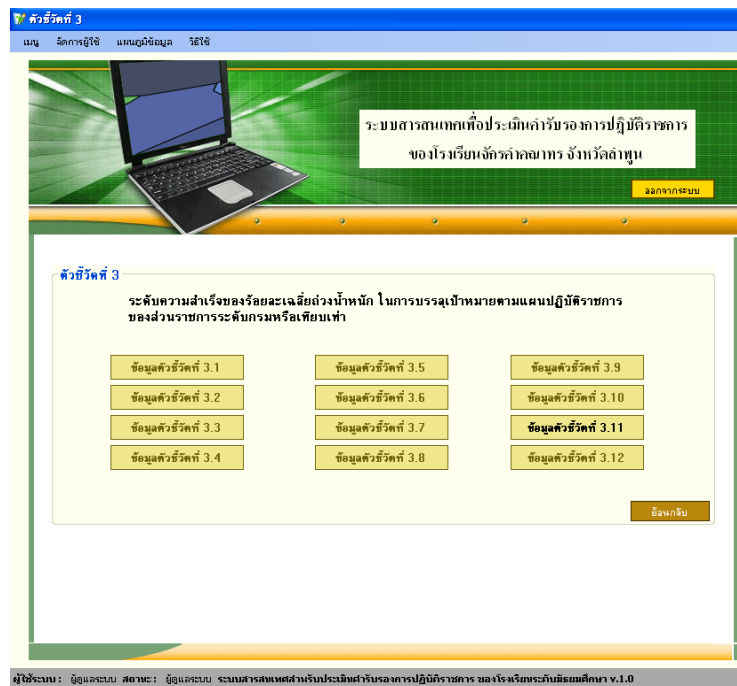 ตัวชี้วัดที่ 3
เมนู จัดการผู้ใช้ แผนภูมิข้อมูล วิธีใช้
ระบบสารสนเทศเพื่อประเมินคำรับรองการปฏิบัติราชการ
ของโรงเรียนจักรคำคณาทร จังหวัดลำพูน
ออกจากระบบ
ตัวชี้วัดที่ 3
ระดับความสำเร็จของร้อยละเฉลี่ยถ่วงน้ำหนัก ในการบรรลุเป้าหมายตามแผนปฏิบัติราชการ
ของส่วนราชการระดับกรมหรือเทียบเท่า
ข้อมูลตัวชี้วัดที่ 3.1 ข้อมูลตัวชี้วัดที่ 3.5 ข้อมูลตัวชี้วัดที่ 3.9
ข้อมูลตัวชี้วัดที่ 3.2 ข้อมูลตัวชี้วัดที่ 3.6 ข้อมูลตัวชี้วัดที่ 3.10
ข้อมูลตัวชี้วัดที่ 3.3 ข้อมูลตัวชี้วัดที่ 3.7 ข้อมูลตัวชี้วัดที่ 3.11
ข้อมูลตัวชี้วัดที่ 3.4 ข้อมูลตัวชี้วัดที่ 3.8 ข้อมูลตัวชี้วัดที่ 3.12
ย้อนกลับ
ผู้ใช้ระบบ : ผู้ดูแลระบบ สถานะ : ผู้ดูแลระบบ ระบบสารสนเทศสำหรับประเมินคำรับรองการปฏิบัติราชการ ของโรงเรียนระดับมัธยมศึกษา v.1.0